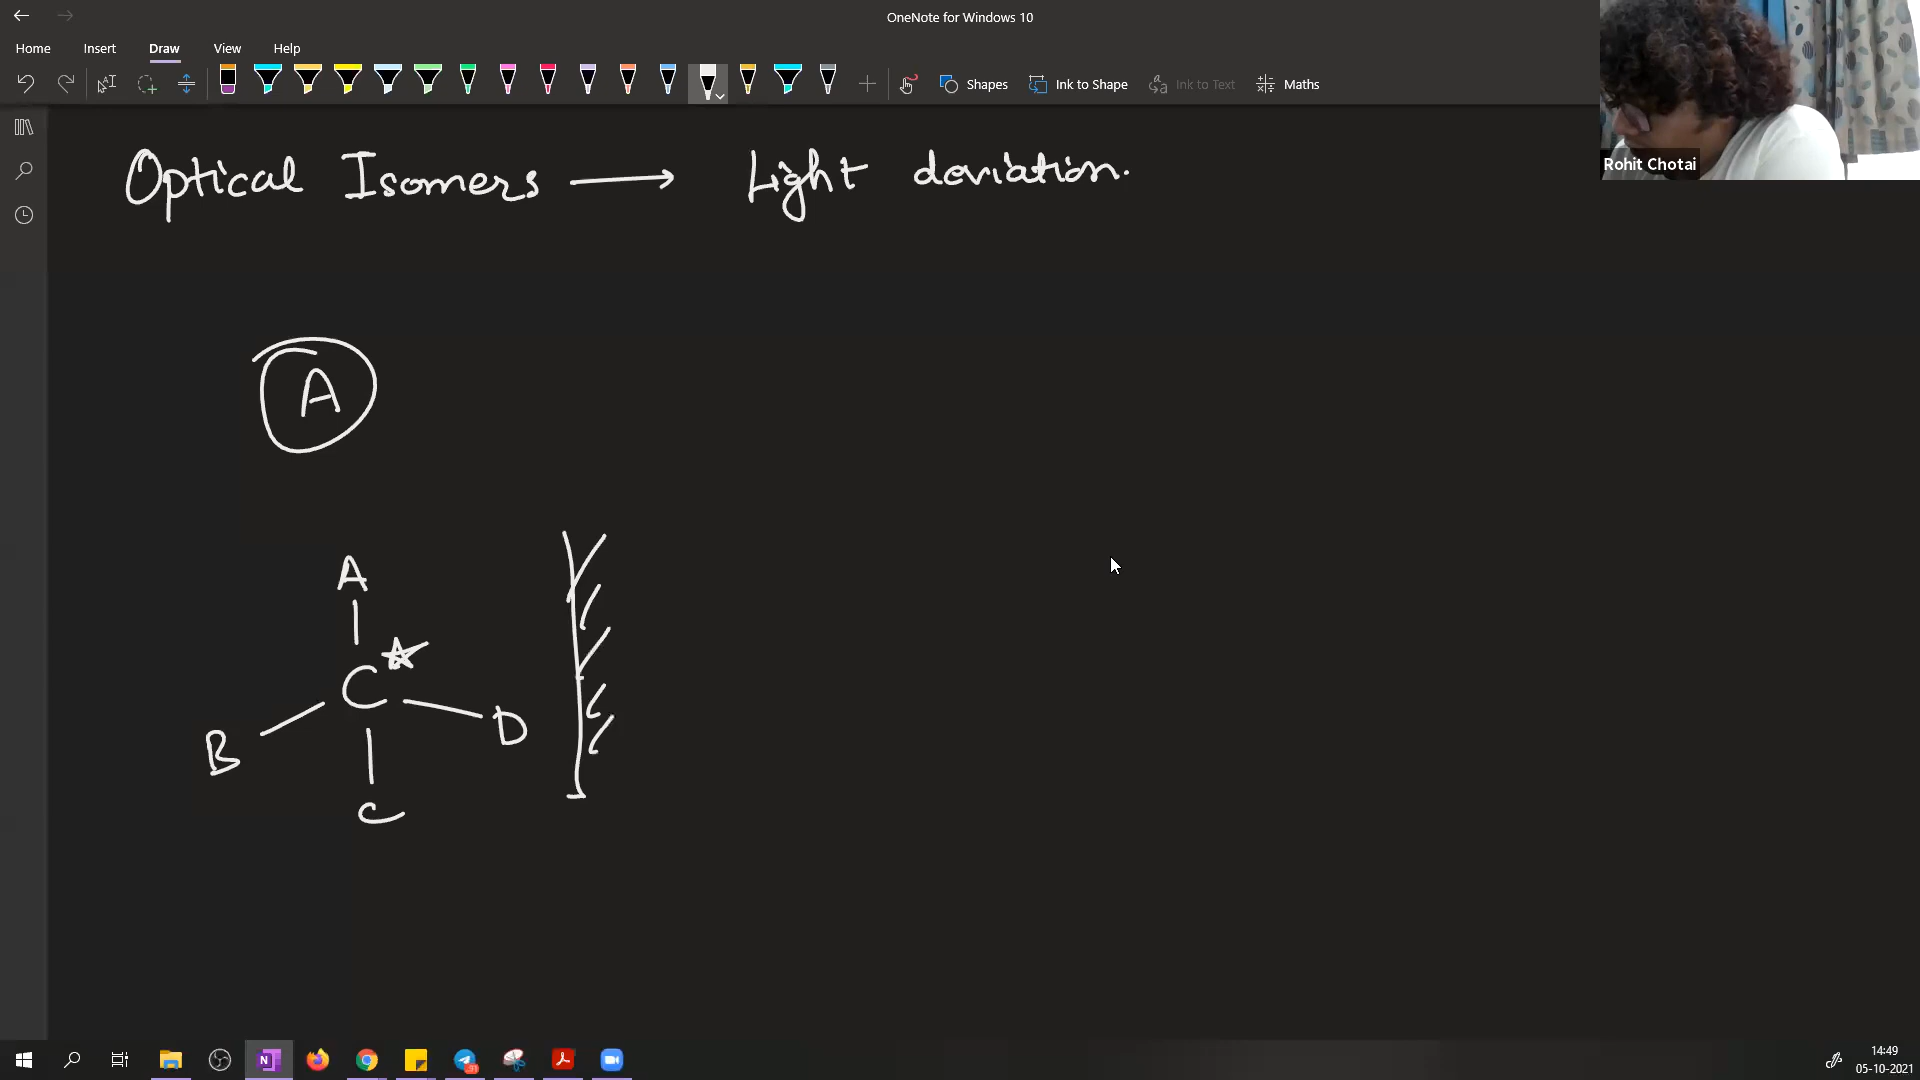 OneNote for Windows 10
Home Insert Draw View Help
Shapes Ink to Shape Ink to Text Maths
Rohit Chotai
Optical Isomers → Light deviation.
A
A
C
B D
C
14:49
05-10-2021